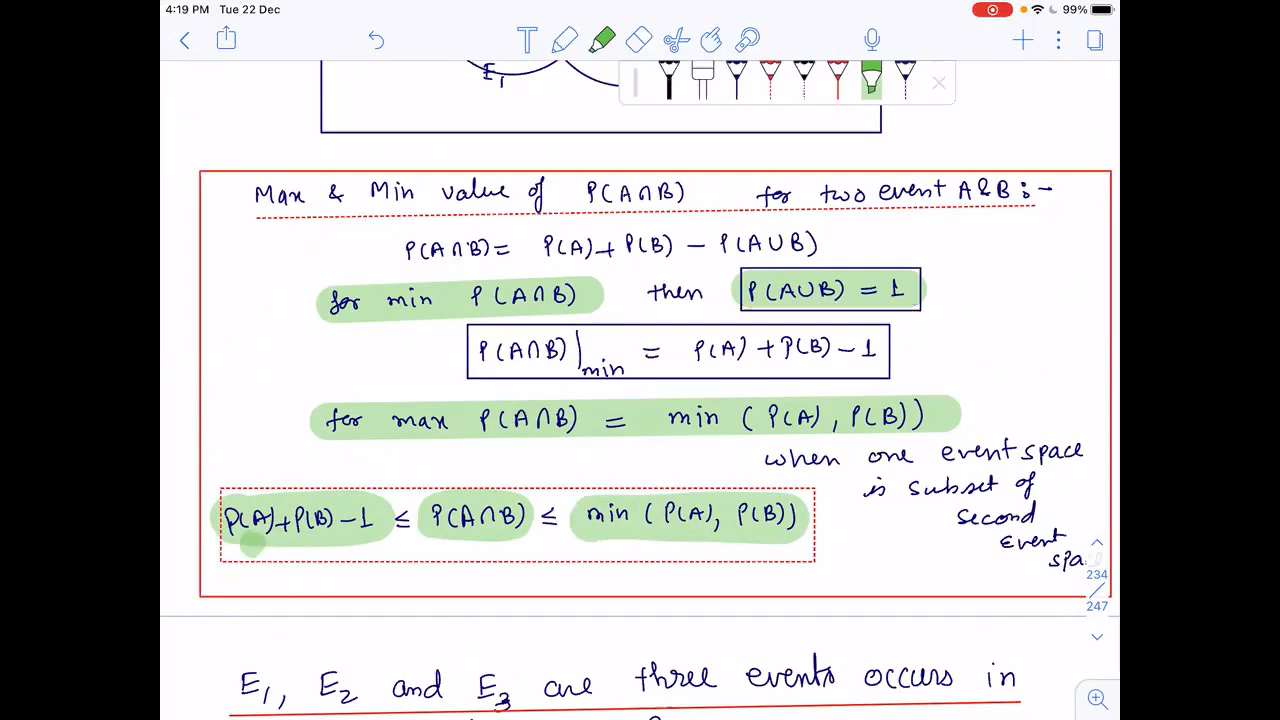 4:19 PM Tue 22 Dec 99%
T
E1
Max & Min value of P(A∩B) for two event A&B:-
P(A∩B) = P(A)+P(B) - P(A∪B)
for min P(A∩B) then P(A∪B) = 1
P(A∩B)|min = P(A)+P(B)-1
for max P(A∩B) = min (P(A), P(B))
when one event space
is subset of
second
event
spa
P(A)+P(B)-1 ≤ P(A∩B) ≤ min (P(A), P(B))
234
/
247
E1, E2 and E3 are three events occurs in